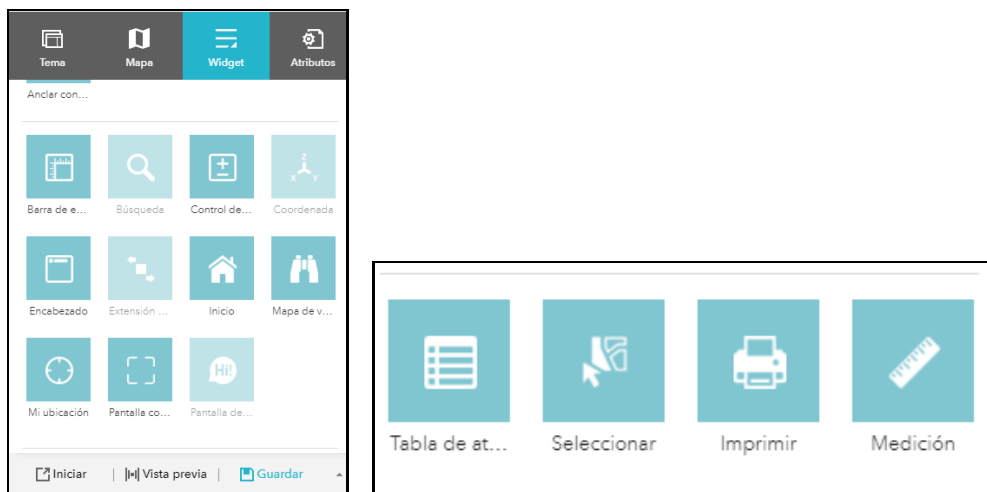 Tema Mapa Widget Atributos
Anclar con...
Barra de e... Búsqueda Control de... Coordenada
Z
X Y
Encabezado Extensión ... Inicio Mapa de v...
Hi!
Mi ubicación Pantalla co... Pantalla de...
Iniciar | Vista previa | Guardar
Tabla de at... Seleccionar Imprimir Medición